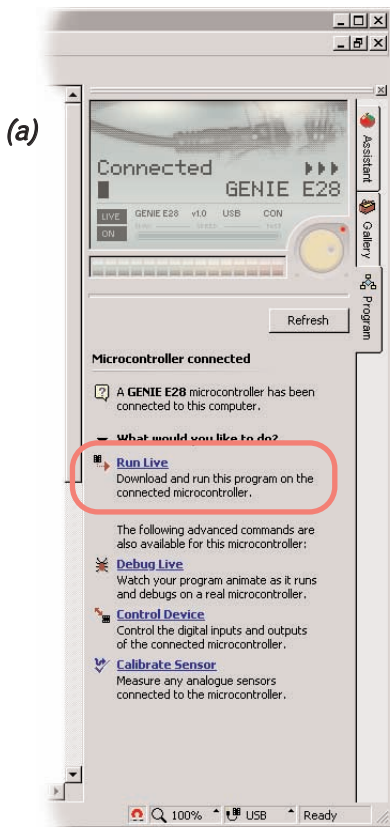 (a)
Connected
GENIE E28
LIVE GENIE E28 v1.0 USB CON
ON
Assistant
Gallery
Program
Refresh
Microcontroller connected
A GENIE E28 microcontroller has been
connected to this computer.
What would you like to do?
Run Live
Download and run this program on the
connected microcontroller.
The following advanced commands are
also available for this microcontroller:
Debug Live
Watch your program animate as it runs
and debugs on a real microcontroller.
Control Device
Control the digital inputs and outputs
of the connected microcontroller.
Calibrate Sensor
Measure any analogue sensors
connected to the microcontroller.
100% USB Ready